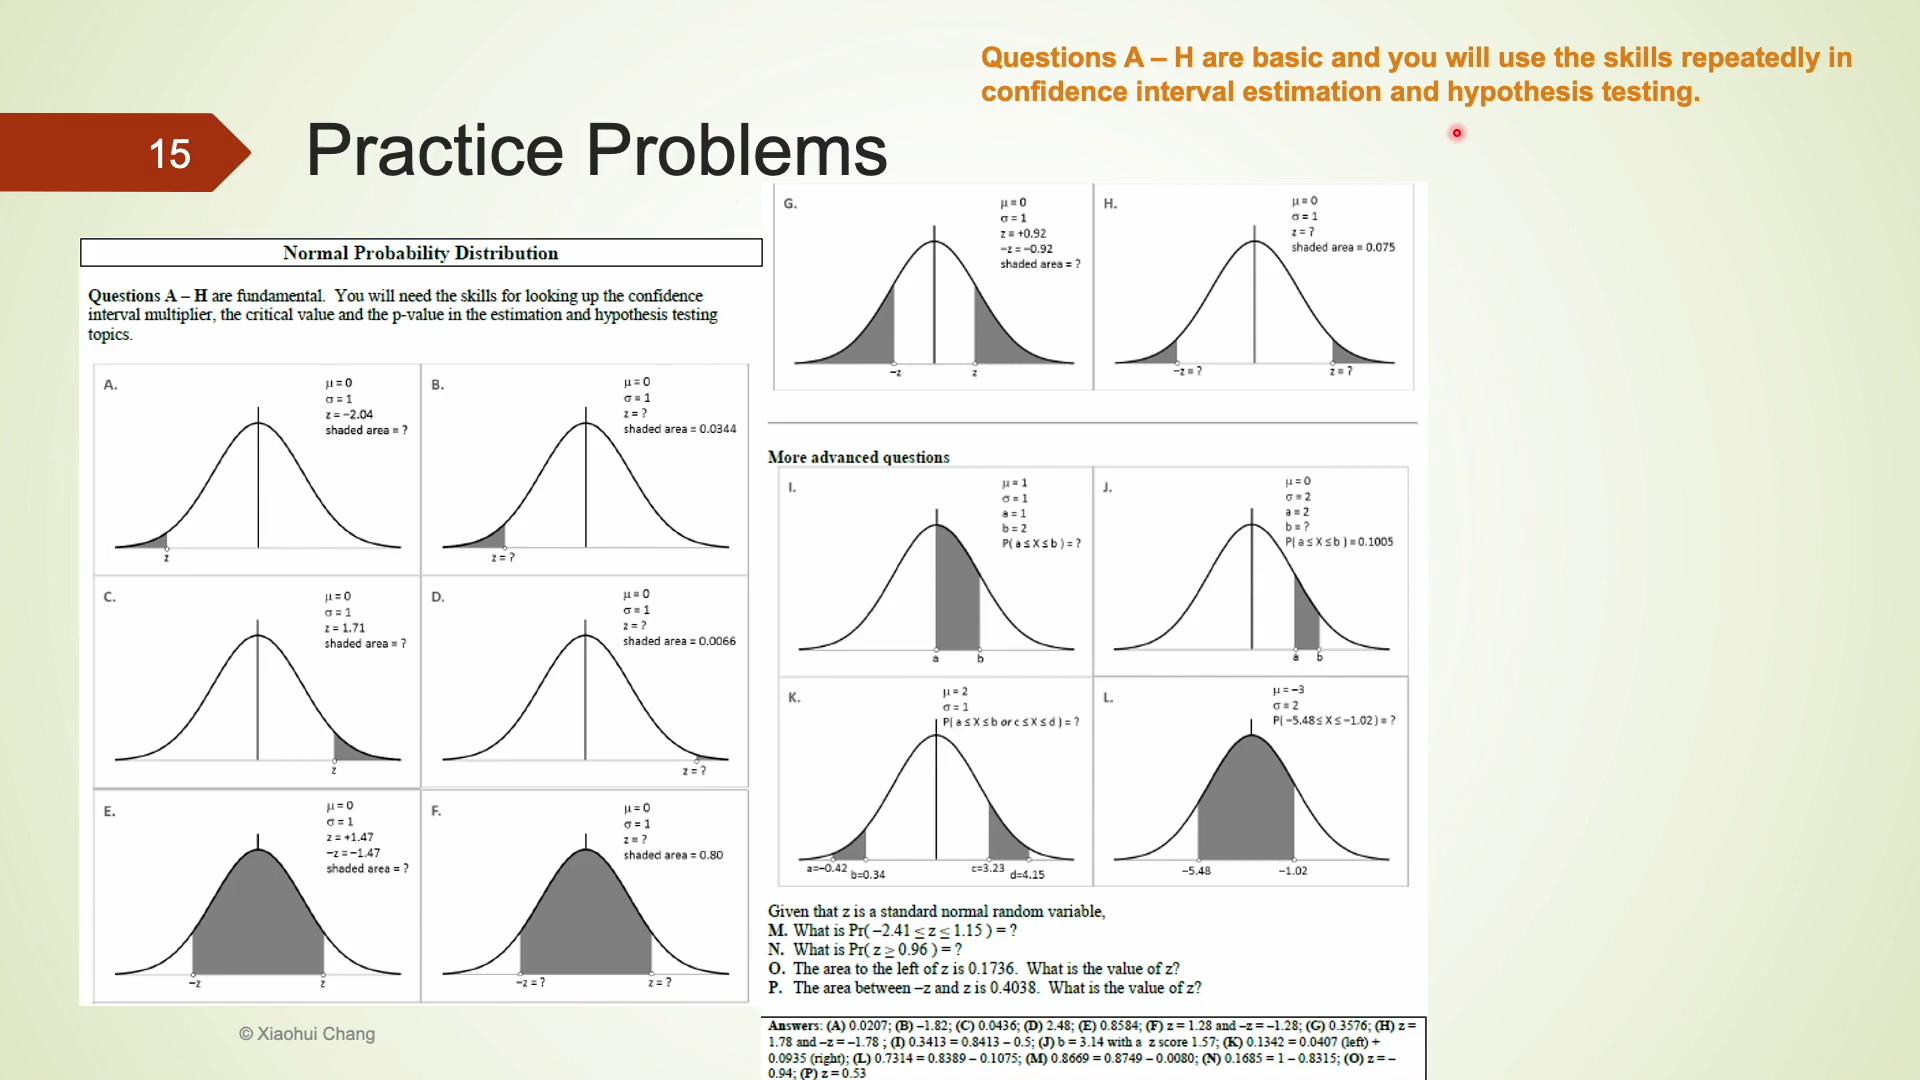 Questions A – H are basic and you will use the skills repeatedly in
confidence interval estimation and hypothesis testing.
15
Practice Problems
Normal Probability Distribution
Questions A – H are fundamental. You will need the skills for looking up the confidence
interval multiplier, the critical value and the p-value in the estimation and hypothesis testing
topics.
A.
μ = 0
σ = 1
z = −2.04
shaded area = ?
z
B.
μ = 0
σ = 1
z = ?
shaded area = 0.0344
z = ?
C.
μ = 0
σ = 1
z = 1.71
shaded area = ?
z
D.
μ = 0
σ = 1
z = ?
shaded area = 0.0066
z = ?
E.
μ = 0
σ = 1
z = +1.47
−z = −1.47
shaded area = ?
−z
z
F.
μ = 0
σ = 1
z = ?
shaded area = 0.80
−z = ?
z = ?
© Xiaohui Chang
G.
μ = 0
σ = 1
z = +0.92
−z = −0.92
shaded area = ?
−z
z
H.
μ = 0
σ = 1
z = ?
shaded area = 0.075
−z = ?
z = ?
More advanced questions
I.
μ = 1
σ = 1
a = 1
b = 2
P( a ≤ X ≤ b ) = ?
a
b
J.
μ = 0
σ = 2
a = 2
b = ?
P( a ≤ X ≤ b ) = 0.1005
a
b
K.
μ = 2
σ = 1
P( a ≤ X ≤ b or c ≤ X ≤ d ) = ?
a=−0.42
b=0.34
c=3.23
d=4.15
L.
μ = −3
σ = 2
P( −5.48 ≤ X ≤ −1.02 ) = ?
−5.48
−1.02
Given that z is a standard normal random variable,
M. What is Pr( −2.41 ≤ z ≤ 1.15 ) = ?
N. What is Pr( z ≥ 0.96 ) = ?
O. The area to the left of z is 0.1736. What is the value of z?
P. The area between −z and z is 0.4038. What is the value of z?
Answers: (A) 0.0207; (B) −1.82; (C) 0.0436; (D) 2.48; (E) 0.8584; (F) z = 1.28 and −z = −1.28; (G) 0.3576; (H) z =
1.78 and −z = −1.78 ; (I) 0.3413 = 0.8413 − 0.5; (J) b = 3.14 with a z score 1.57; (K) 0.1342 = 0.0407 (left) +
0.0935 (right); (L) 0.7314 = 0.8389 − 0.1075; (M) 0.8669 = 0.8749 − 0.0080; (N) 0.1685 = 1 − 0.8315; (O) z = −
0.94; (P) z = 0.53